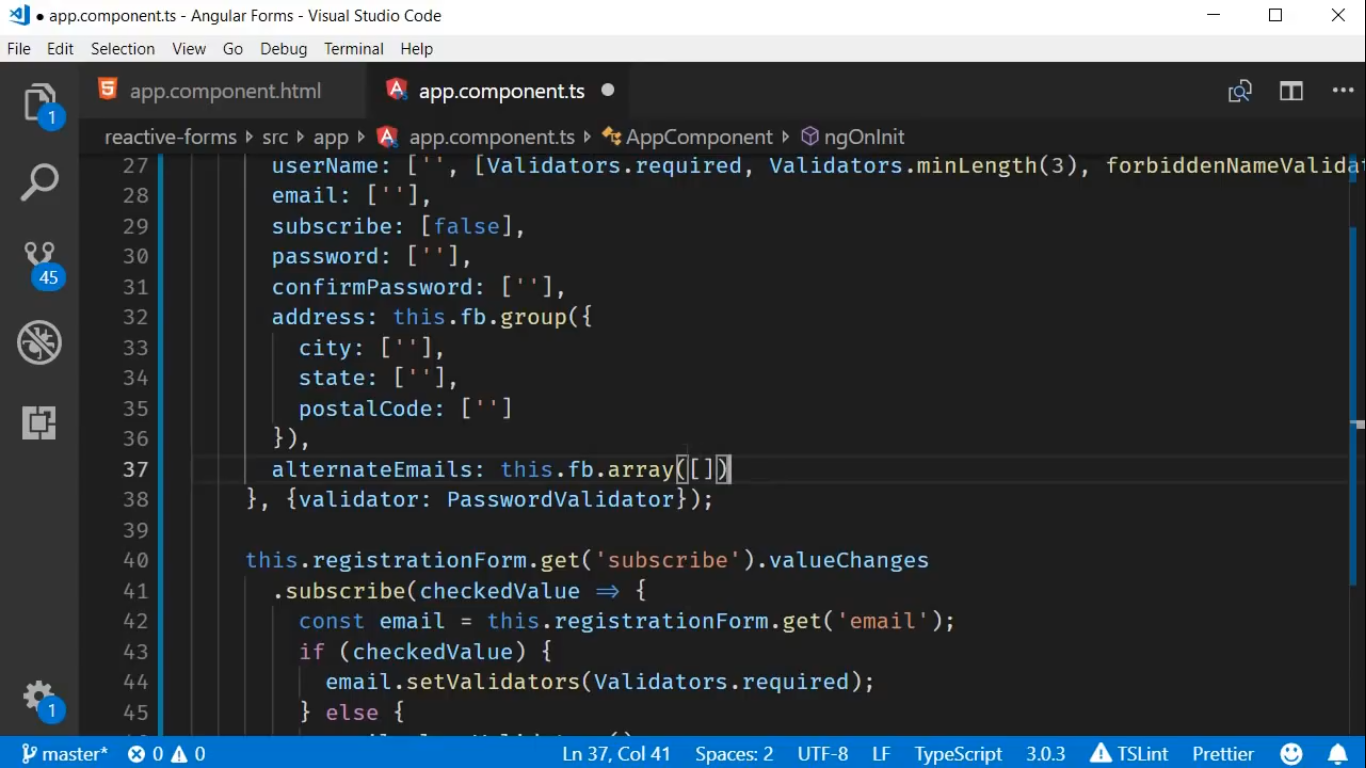 app.component.ts - Angular Forms - Visual Studio Code
File Edit Selection View Go Debug Terminal Help
app.component.html app.component.ts
reactive-forms src app app.component.ts AppComponent ngOnInit
27 userName: ['', [Validators.required, Validators.minLength(3), forbiddenNameValida
28 email: [''],
29 subscribe: [false],
30 password: [''],
31 confirmPassword: [''],
32 address: this.fb.group({
33 city: [''],
34 state: [''],
35 postalCode: ['']
36 }),
37 alternateEmails: this.fb.array([])
38 }, {validator: PasswordValidator});
39
40 this.registrationForm.get('subscribe').valueChanges
41 .subscribe(checkedValue => {
42 const email = this.registrationForm.get('email');
43 if (checkedValue) {
44 email.setValidators(Validators.required);
45 } else {
1
45
1
master* 0 0 Ln 37, Col 41 Spaces: 2 UTF-8 LF TypeScript 3.0.3 TSLint Prettier